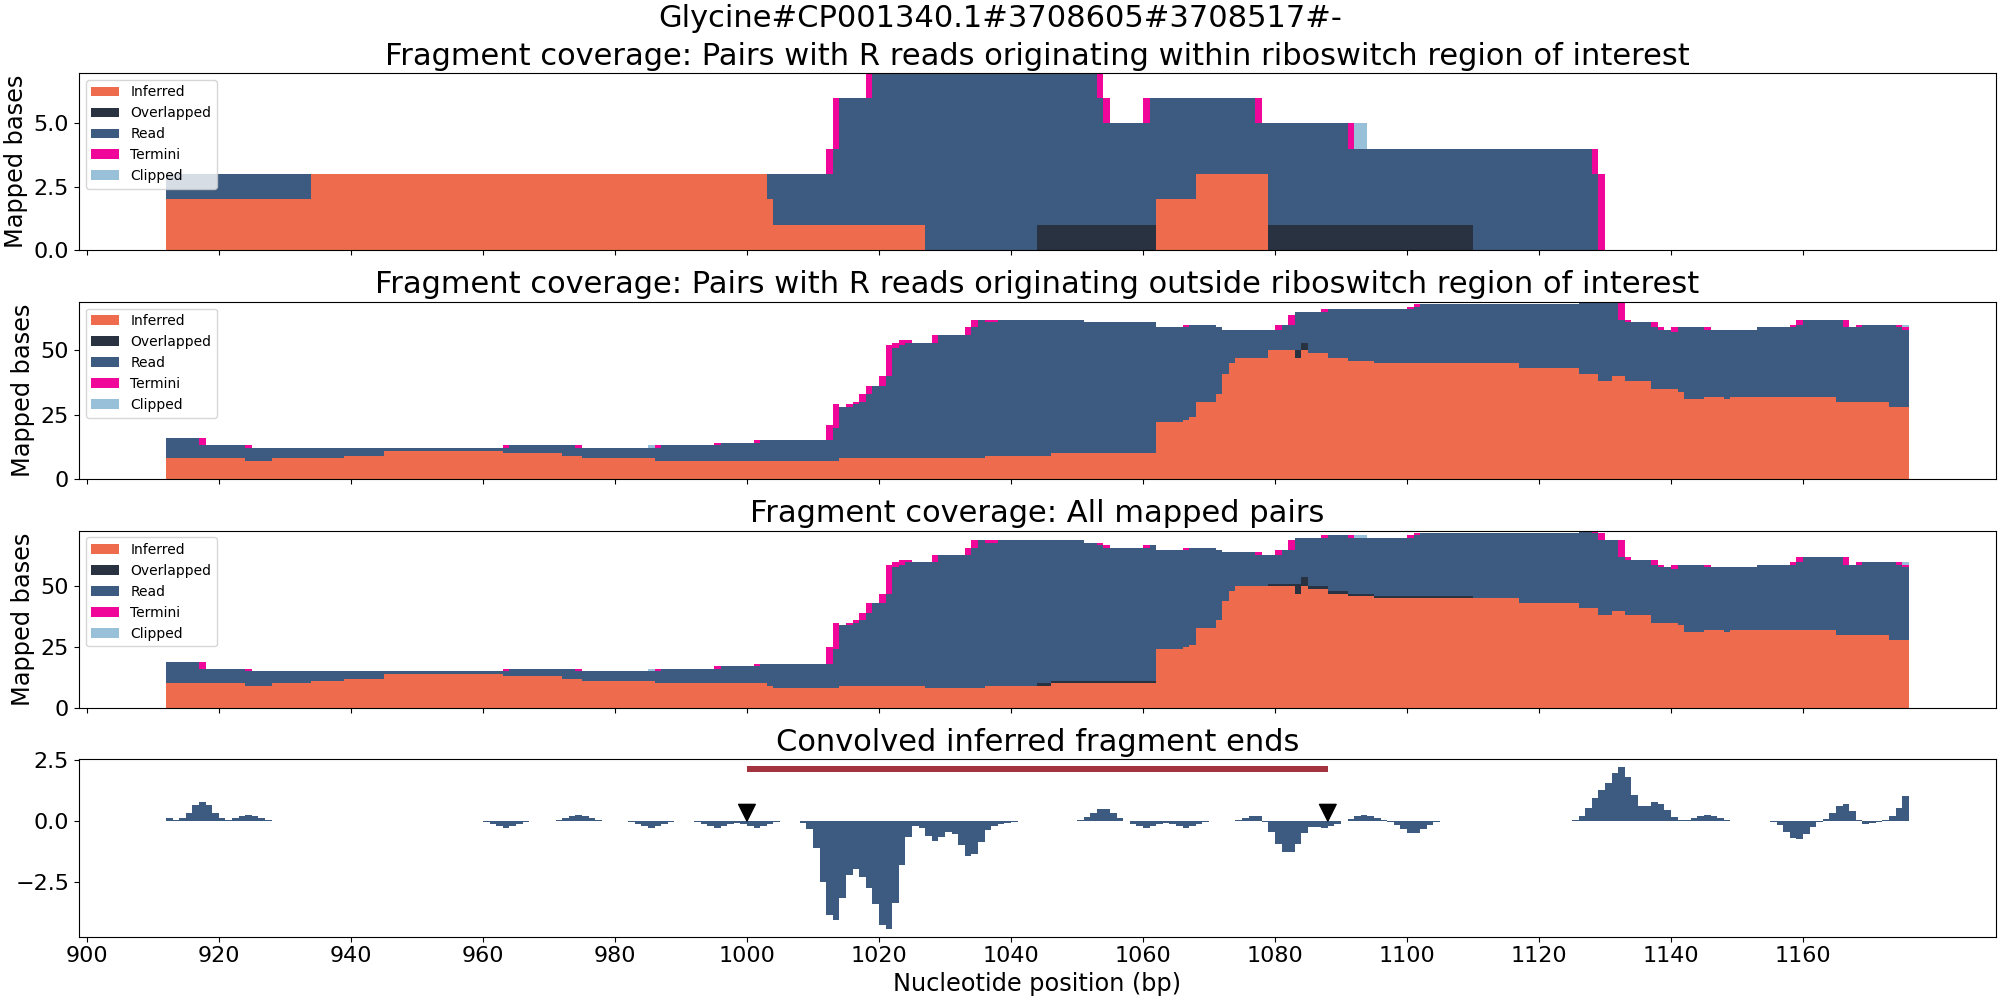 Glycine#CP001340.1#3708605#3708517#-
Fragment coverage: Pairs with R reads originating within riboswitch region of interest
Mapped bases
5.0
2.5
0.0
Inferred
Overlapped
Read
Termini
Clipped
Fragment coverage: Pairs with R reads originating outside riboswitch region of interest
Mapped bases
50
25
0
Inferred
Overlapped
Read
Termini
Clipped
Fragment coverage: All mapped pairs
Mapped bases
50
25
0
Inferred
Overlapped
Read
Termini
Clipped
Convolved inferred fragment ends
2.5
0.0
−2.5
900 920 940 960 980 1000 1020 1040 1060 1080 1100 1120 1140 1160
Nucleotide position (bp)